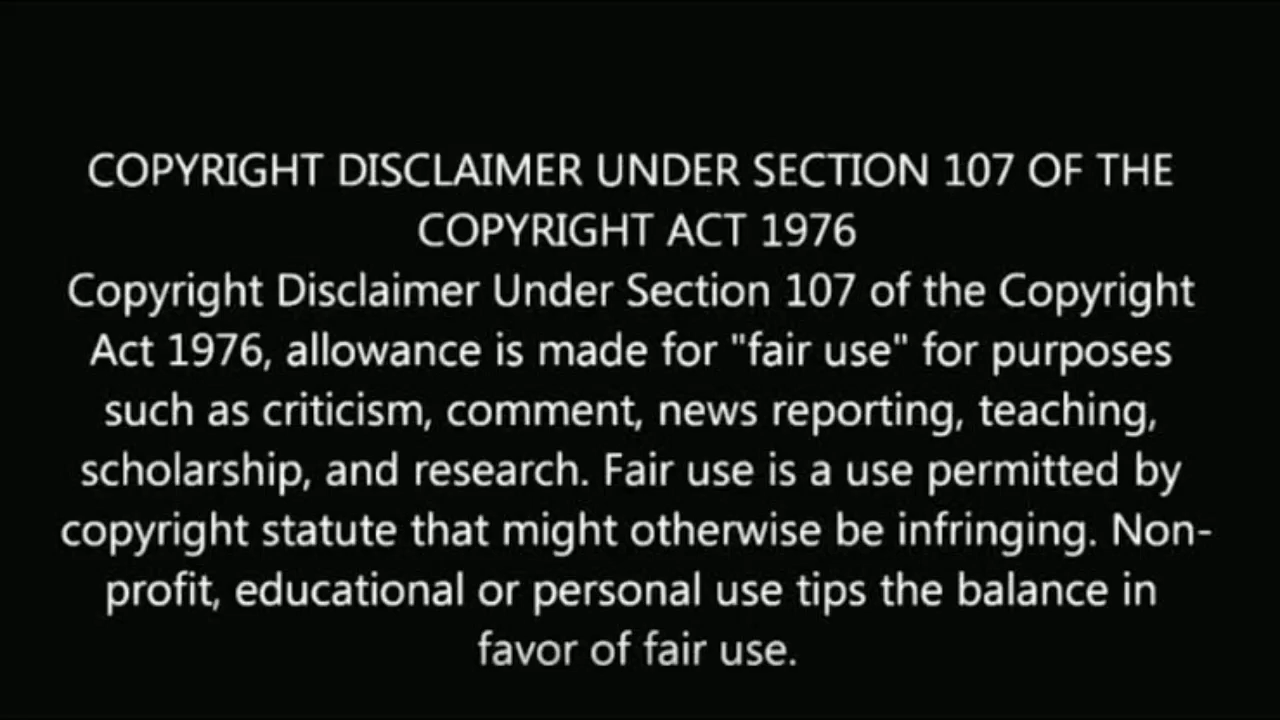 COPYRIGHT DISCLAIMER UNDER SECTION 107 OF THE
COPYRIGHT ACT 1976
Copyright Disclaimer Under Section 107 of the Copyright
Act 1976, allowance is made for "fair use" for purposes
such as criticism, comment, news reporting, teaching,
scholarship, and research. Fair use is a use permitted by
copyright statute that might otherwise be infringing. Non-
profit, educational or personal use tips the balance in
favor of fair use.